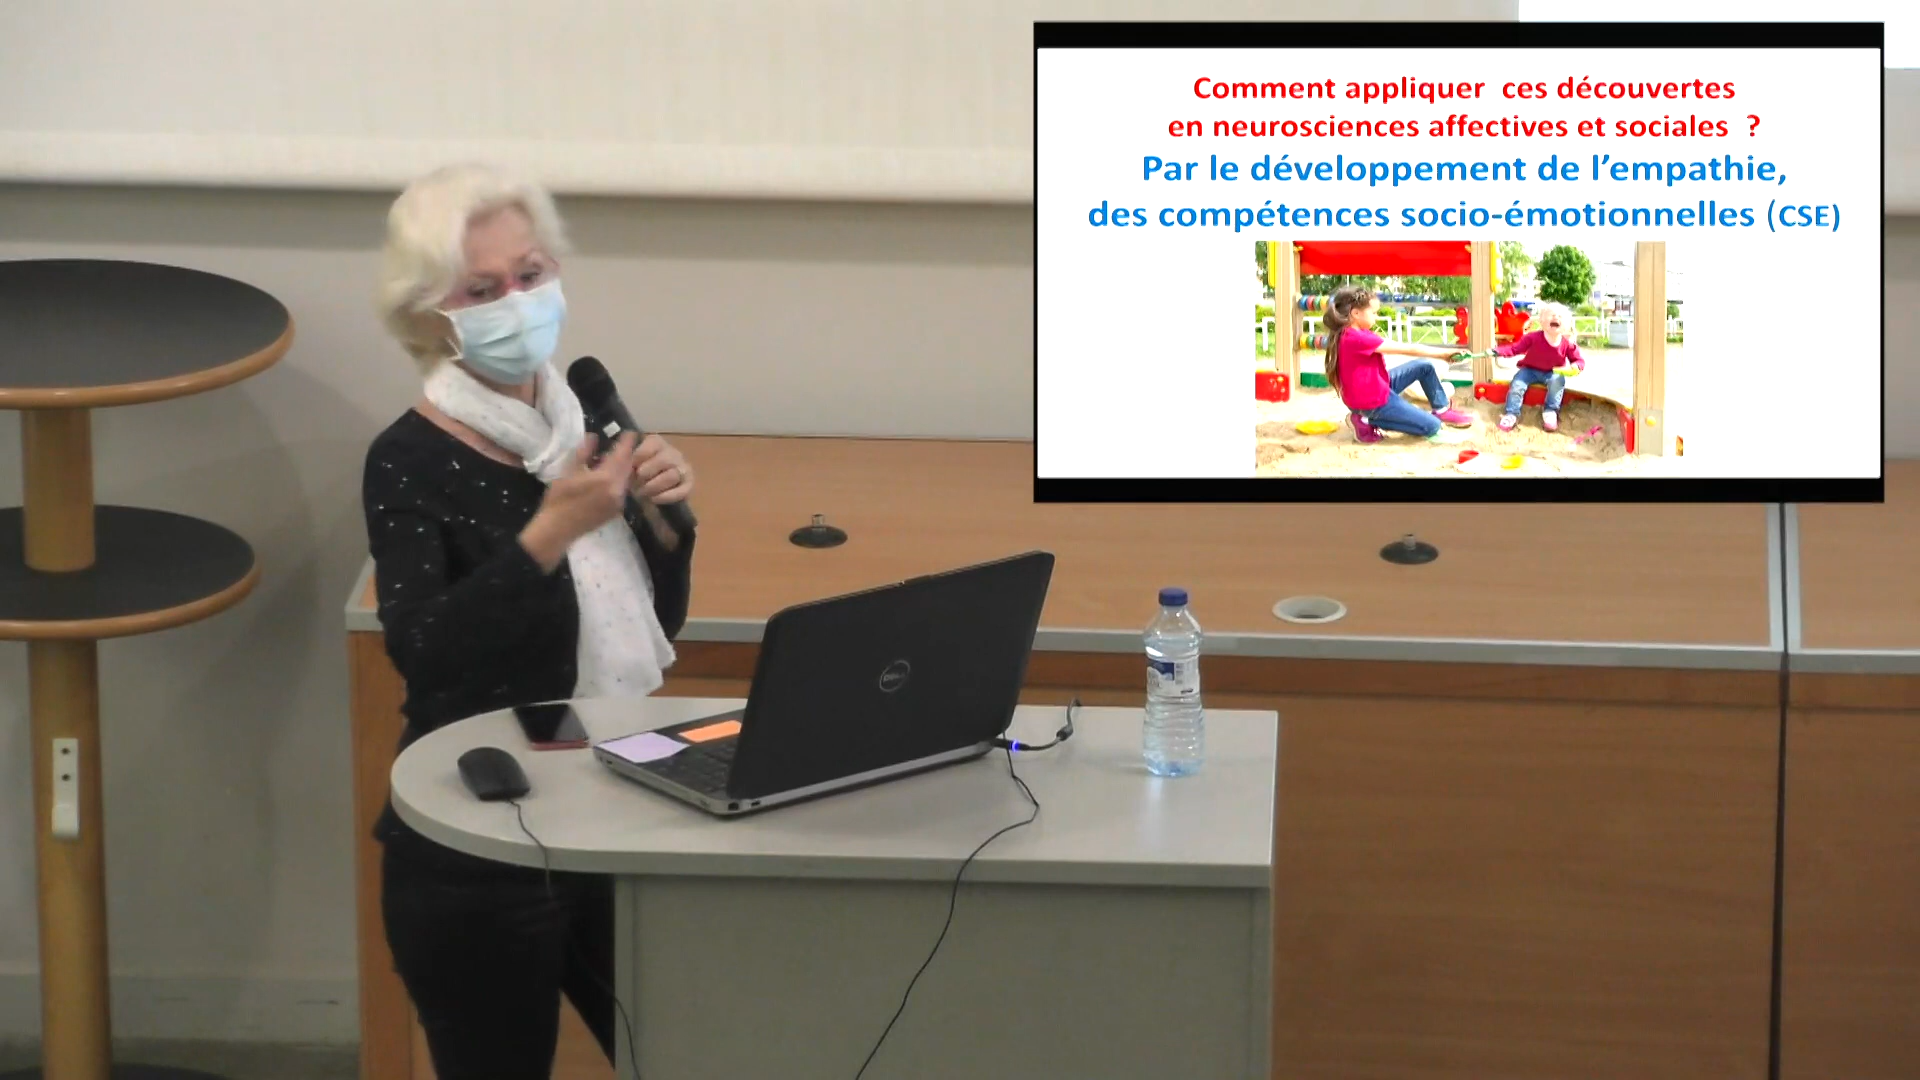 Comment appliquer ces découvertes
en neurosciences affectives et sociales ?
Par le développement de l’empathie,
des compétences socio-émotionnelles (CSE)
DELL